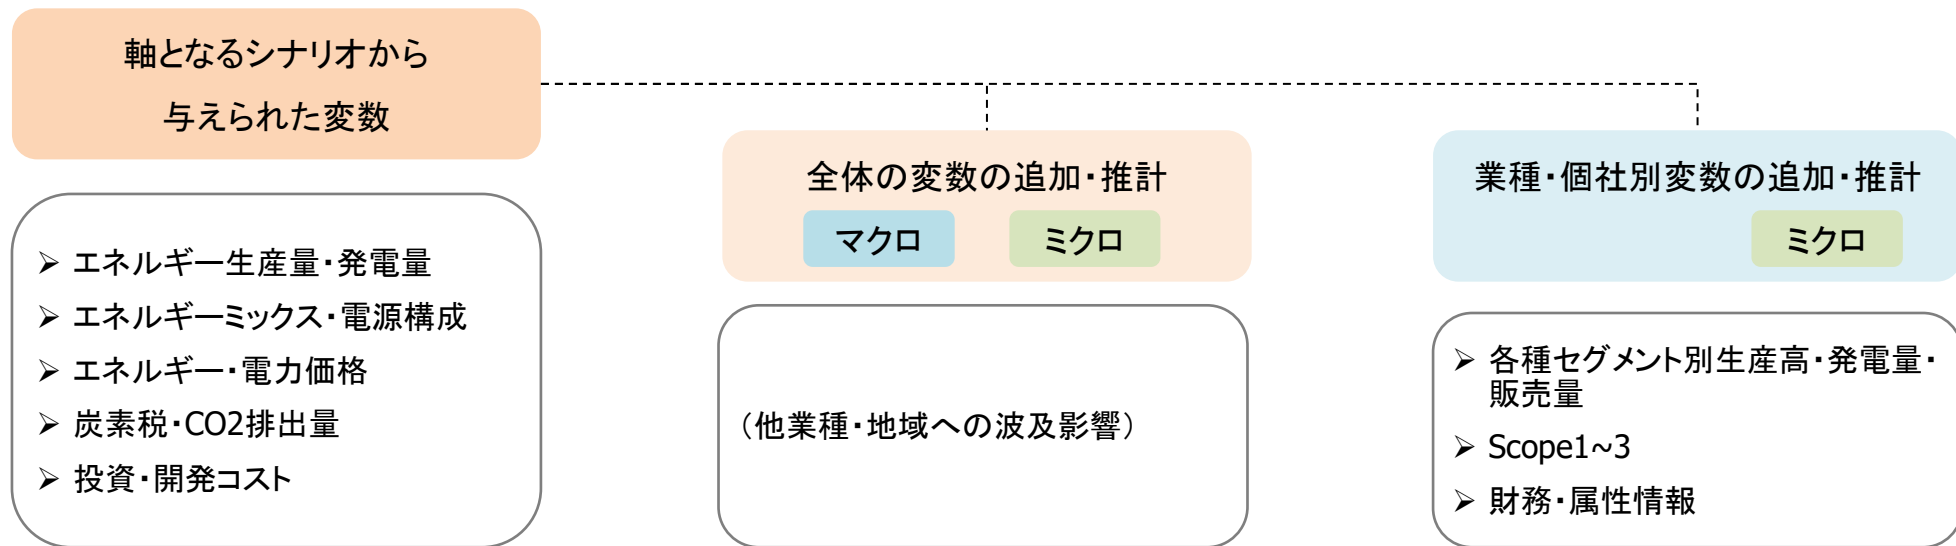 軸となるシナリオから
与えられた変数
➢ エネルギー生産量・発電量
➢ エネルギーミックス・電源構成
➢ エネルギー・電力価格
➢ 炭素税・CO2排出量
➢ 投資・開発コスト
全体の変数の追加・推計
マクロ
ミクロ
（他業種・地域への波及影響）
業種・個社別変数の追加・推計
ミクロ
➢ 各種セグメント別生産高・発電量・
販売量
➢ Scope1~3
➢ 財務・属性情報